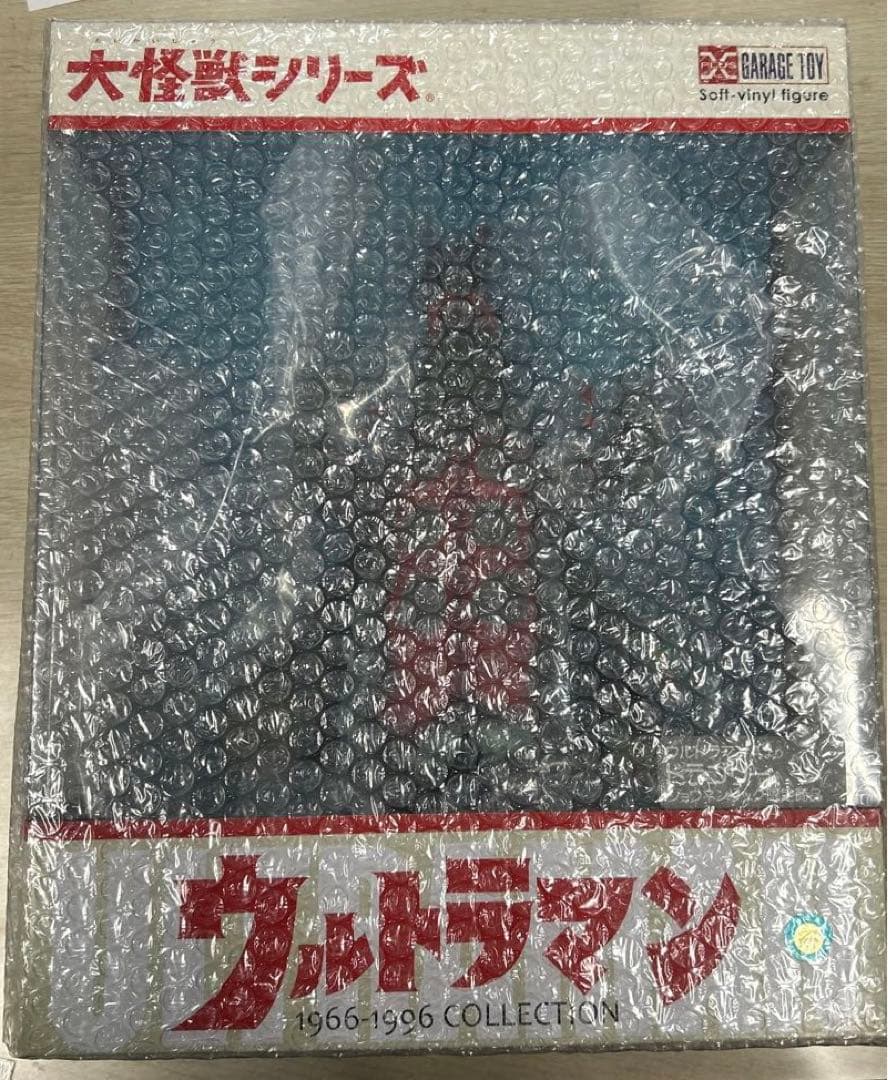 大怪獣シリーズ®
X GARAGE TOY
Soft-vinyl figure
ウルトラマン
1966-1996 COLLECTION